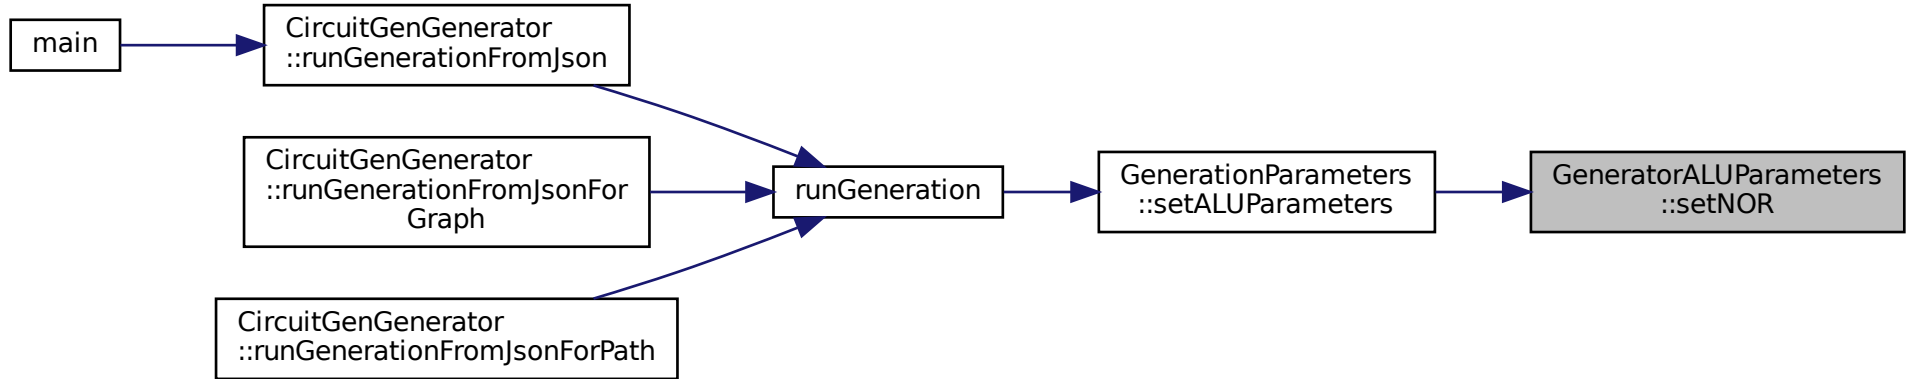 main
CircuitGenGenerator
::runGenerationFromJson
CircuitGenGenerator
::runGenerationFromJsonFor
Graph
CircuitGenGenerator
::runGenerationFromJsonForPath
runGeneration
GenerationParameters
::setALUParameters
GeneratorALUParameters
::setNOR